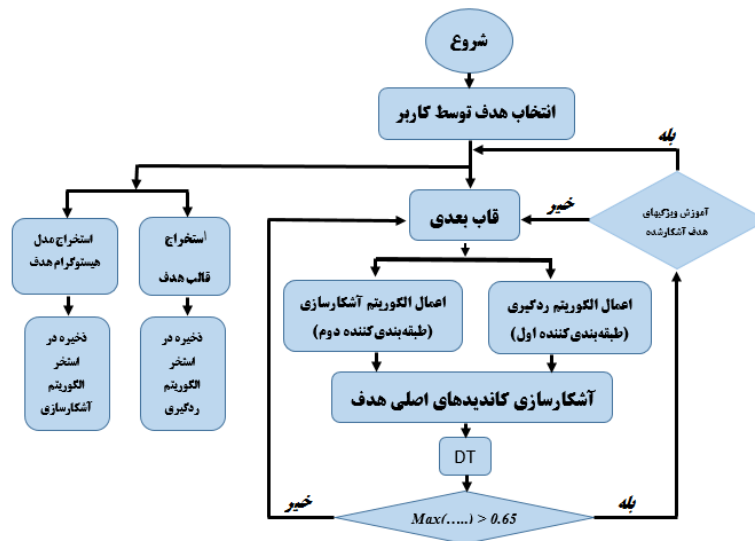 شروع
انتخاب هدف توسط کاربر
بله
آموزش ویژگیهای
هدف آشکارشده
خیر
قاب بعدی
استخراج
قالب هدف
استخراج مدل
هیستوگرام هدف
اعمال الگوریتم ردگیری
(طبقه‌بندی‌کننده اول)
اعمال الگوریتم آشکارسازی
(طبقه‌بندی‌کننده دوم)
ذخیره در
استخر
الگوریتم
ردگیری
ذخیره در
استخر
الگوریتم
آشکارسازی
آشکارسازی کاندیدهای اصلی هدف
DT
بله
خیر
Max(…..) > 0.65